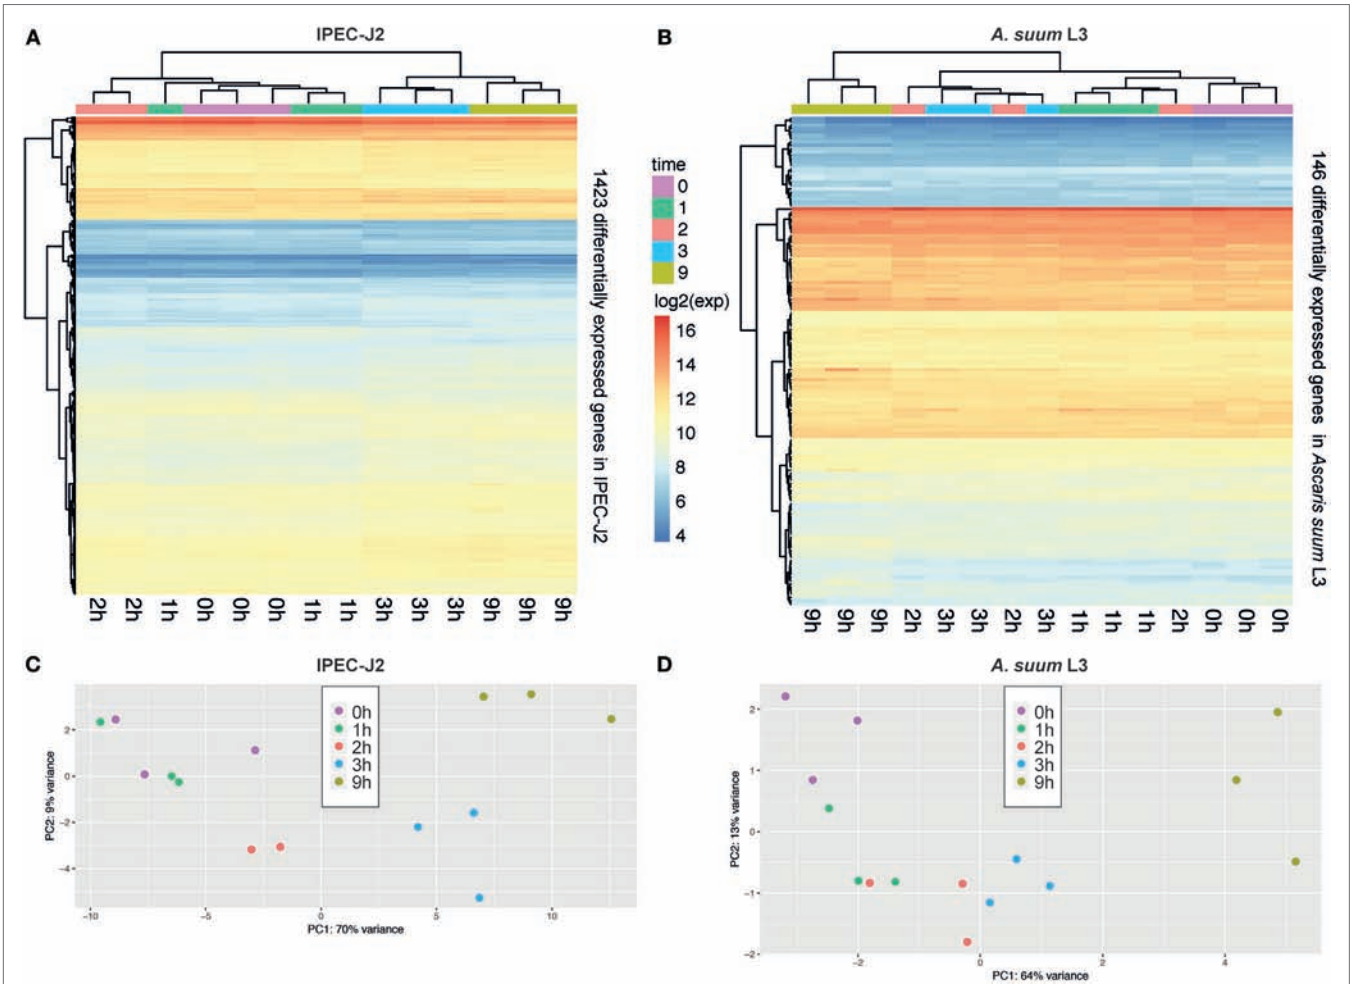 A
IPEC-J2
1423 differentially expressed genes in IPEC-J2
2h 2h 1h 0h 0h 0h 1h 1h 3h 3h 3h 9h 9h 9h
time
0
1
2
3
9
log2(exp)
16
14
12
10
8
6
4
B
A. suum L3
146 differentially expressed genes in Ascaris suum L3
9h 9h 9h 2h 3h 3h 2h 3h 1h 1h 1h 2h 0h 0h 0h
C
IPEC-J2
0h
1h
2h
3h
9h
PC2: 9% variance
2
0
−2
−4
−10 −5 0 5 10
PC1: 70% variance
D
A. suum L3
0h
1h
2h
3h
9h
PC2: 13% variance
2
1
0
−1
−2
−2 0 2 4
PC1: 64% variance